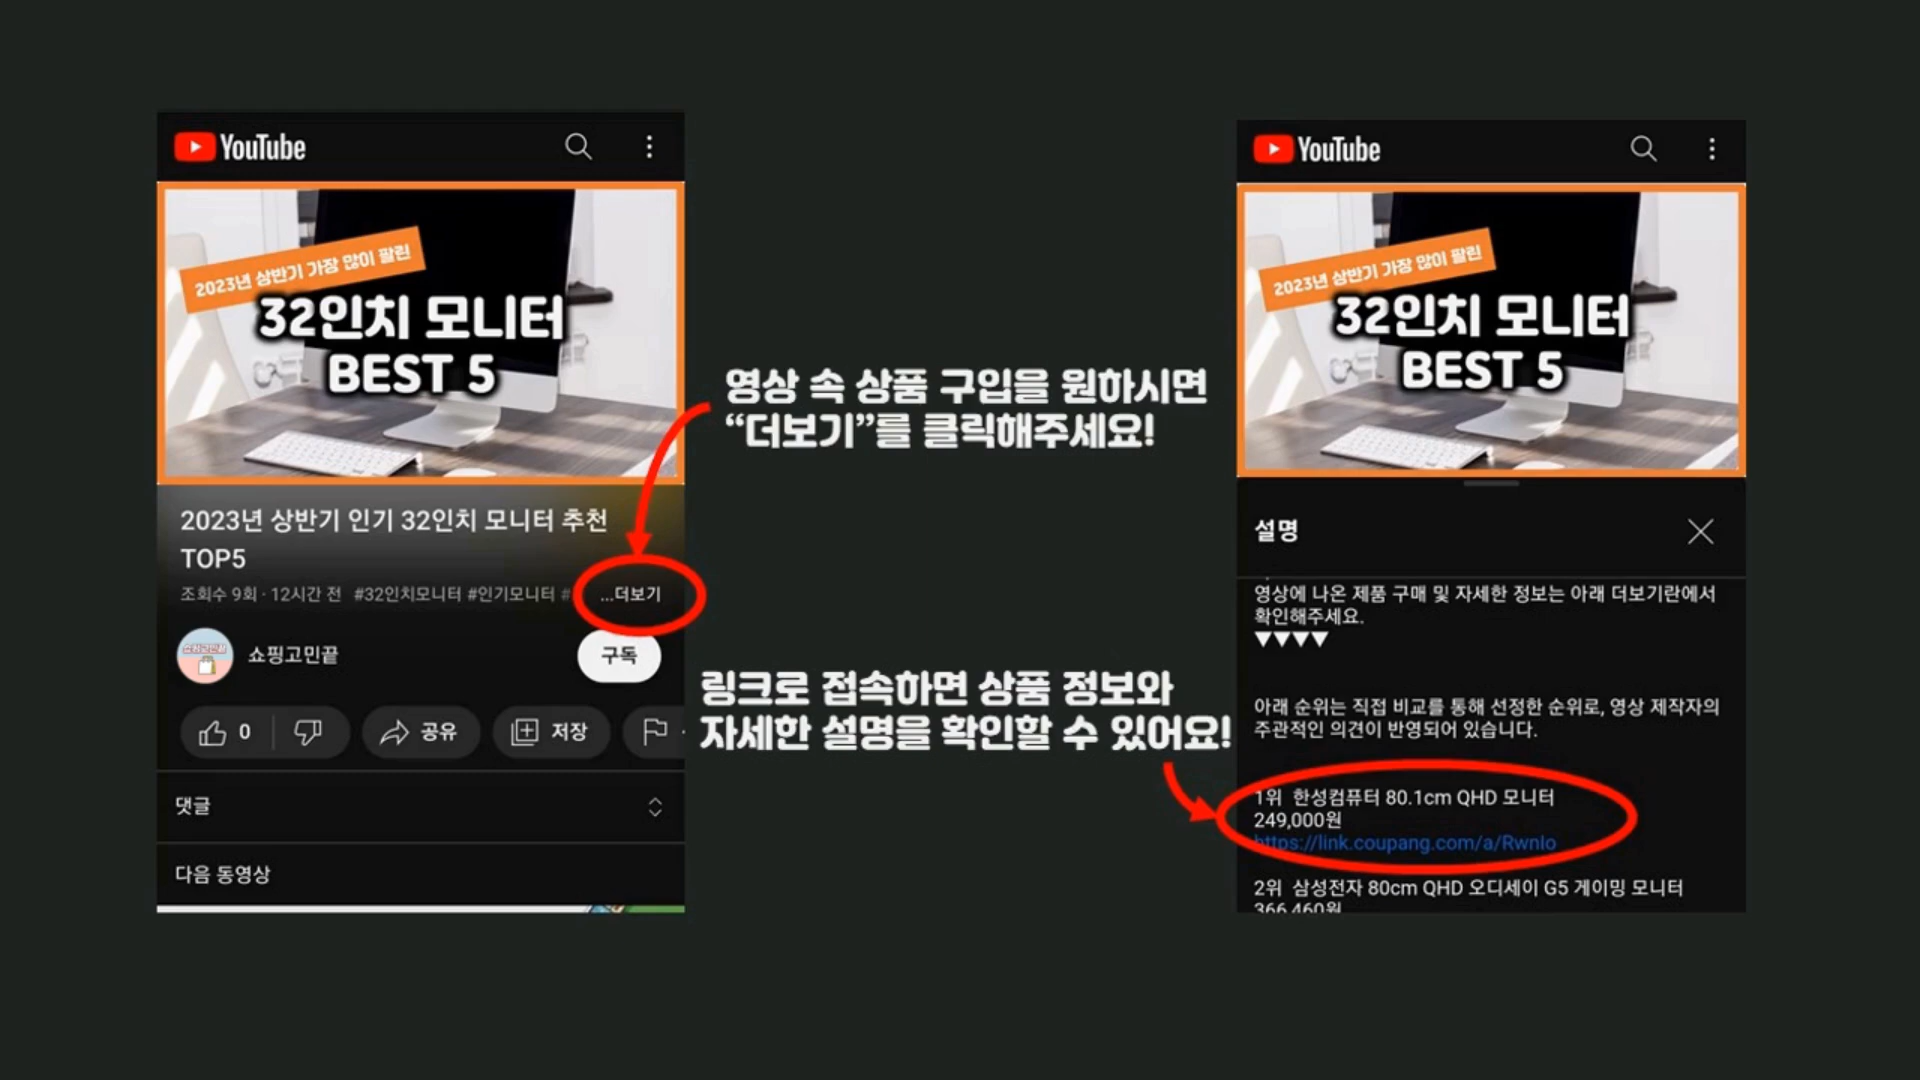 YouTube
2023년 상반기 가장 많이 팔린
32인치 모니터
BEST 5
2023년 상반기 인기 32인치 모니터 추천
TOP5
조회수 9회 · 12시간 전 #32인치모니터 #인기모니터 # ...더보기
쇼핑고민끝
쇼핑고민끝
구독
0
공유
저장
댓글
다음 동영상
영상 속 상품 구입을 원하시면
“더보기”를 클릭해주세요!
링크로 접속하면 상품 정보와
자세한 설명을 확인할 수 있어요!
YouTube
2023년 상반기 가장 많이 팔린
32인치 모니터
BEST 5
설명
영상에 나온 제품 구매 및 자세한 정보는 아래 더보기란에서
확인해주세요.
▼▼▼▼
아래 순위는 직접 비교를 통해 선정한 순위로, 영상 제작자의
주관적인 의견이 반영되어 있습니다.
1위 한성컴퓨터 80.1cm QHD 모니터
249,000원
https://link.coupang.com/a/RwnIo
2위 삼성전자 80cm QHD 오디세이 G5 게이밍 모니터
366,460원